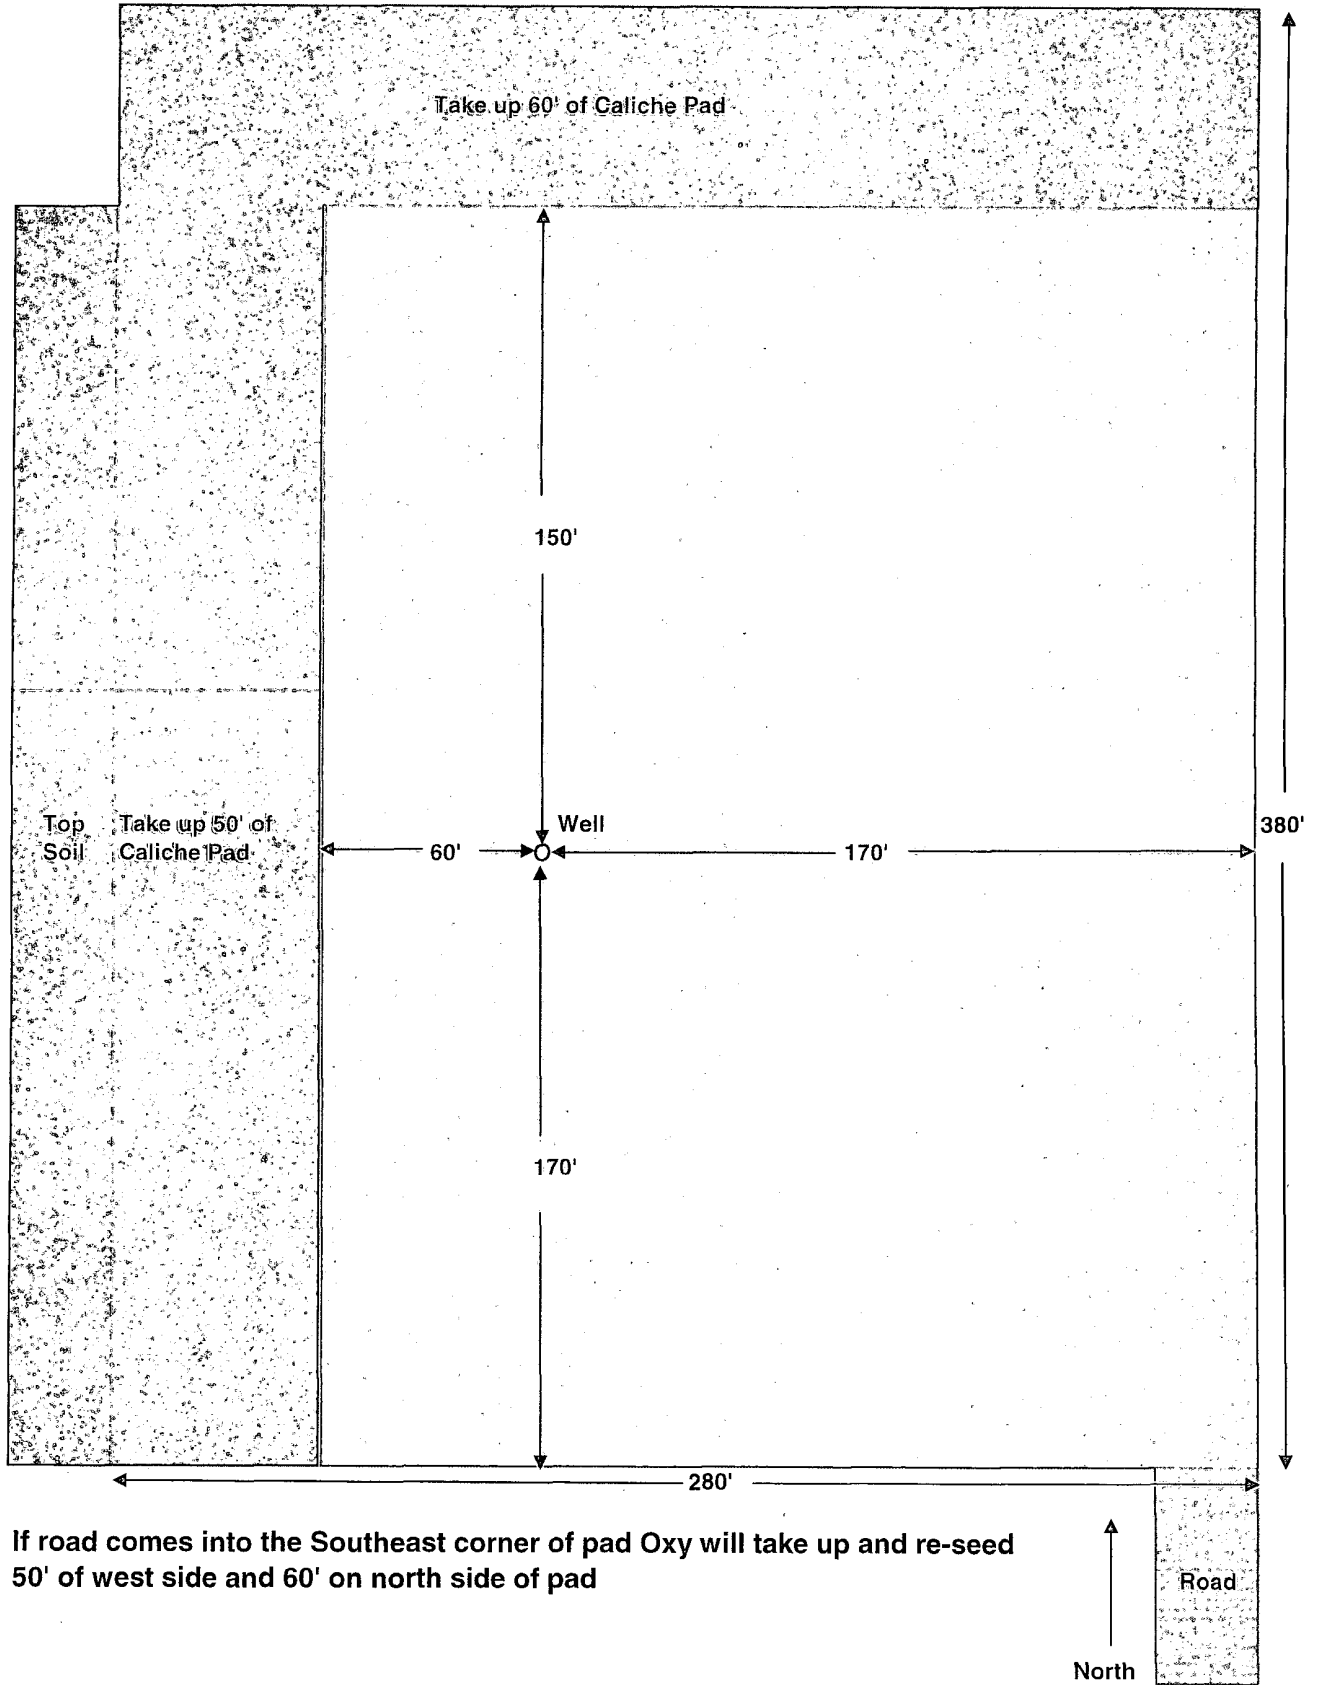 Take up 60' of Caliche Pad
150'
Top Soil
Take up 50' of
Caliche Pad
60'
Well
170'
380'
170'
280'
If road comes into the Southeast corner of pad Oxy will take up and re-seed
50' of west side and 60' on north side of pad
Road
North